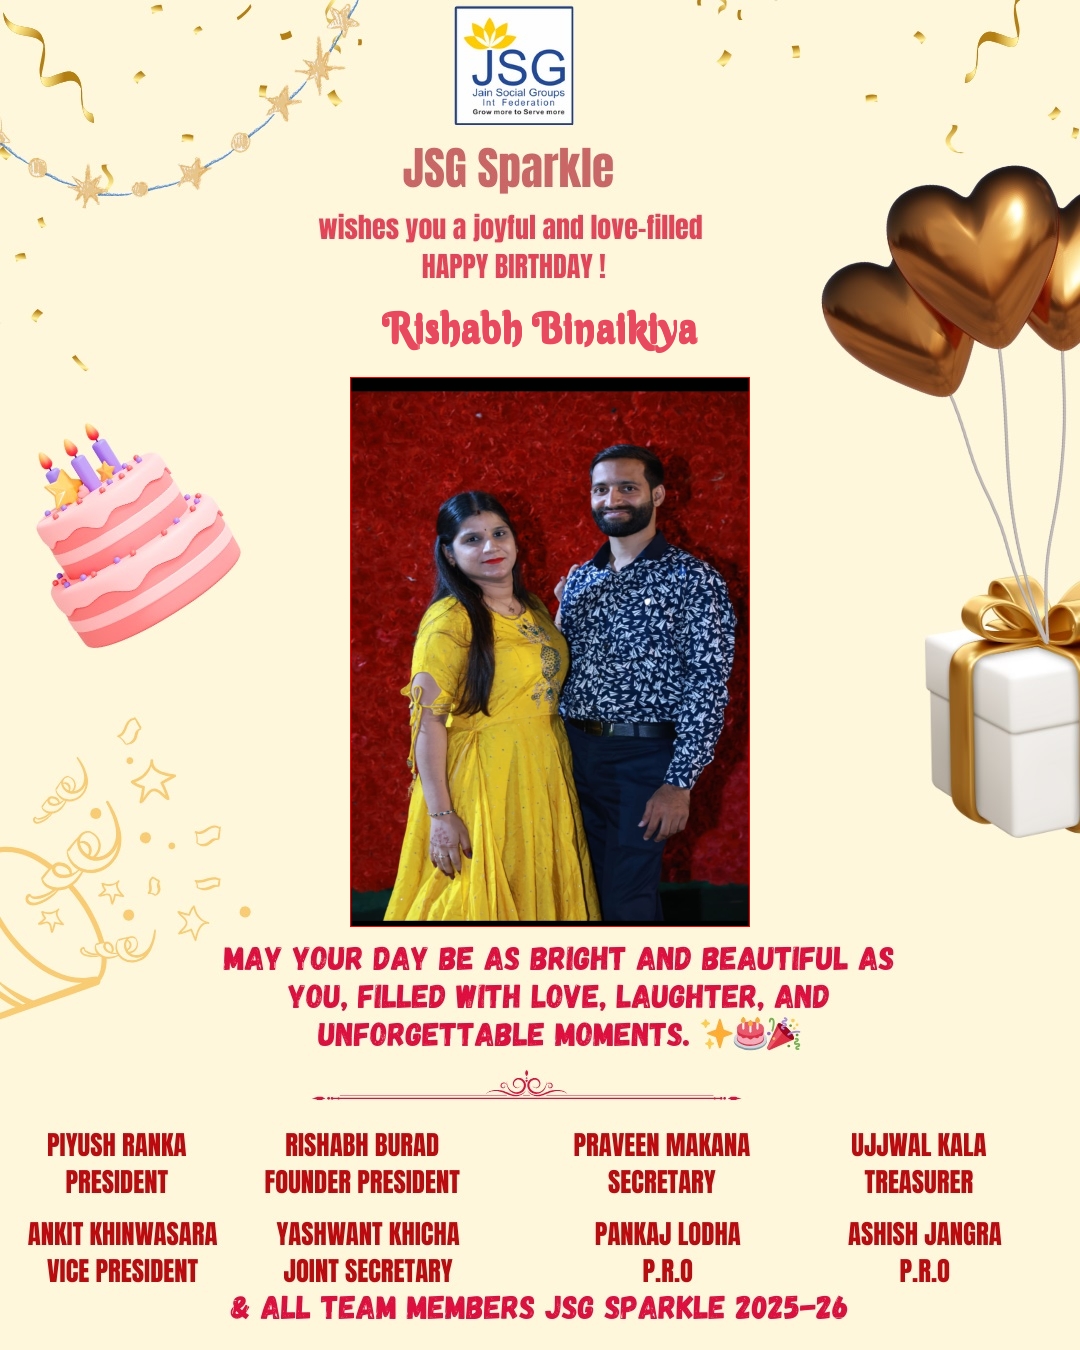 JSG
Jain Social Groups
Int Federation
Grow more to Serve more
JSG Sparkle
wishes you a joyful and love-filled
HAPPY BIRTHDAY !
Rishabh Binaikiya
MAY YOUR DAY BE AS BRIGHT AND BEAUTIFUL AS
YOU, FILLED WITH LOVE, LAUGHTER, AND
UNFORGETTABLE MOMENTS. ✨🎂🎉
PIYUSH RANKA
PRESIDENT
RISHABH BURAD
FOUNDER PRESIDENT
PRAVEEN MAKANA
SECRETARY
UJJWAL KALA
TREASURER
ANKIT KHINWASARA
VICE PRESIDENT
YASHWANT KHICHA
JOINT SECRETARY
PANKAJ LODHA
P.R.O
ASHISH JANGRA
P.R.O
& ALL TEAM MEMBERS JSG SPARKLE 2025-26